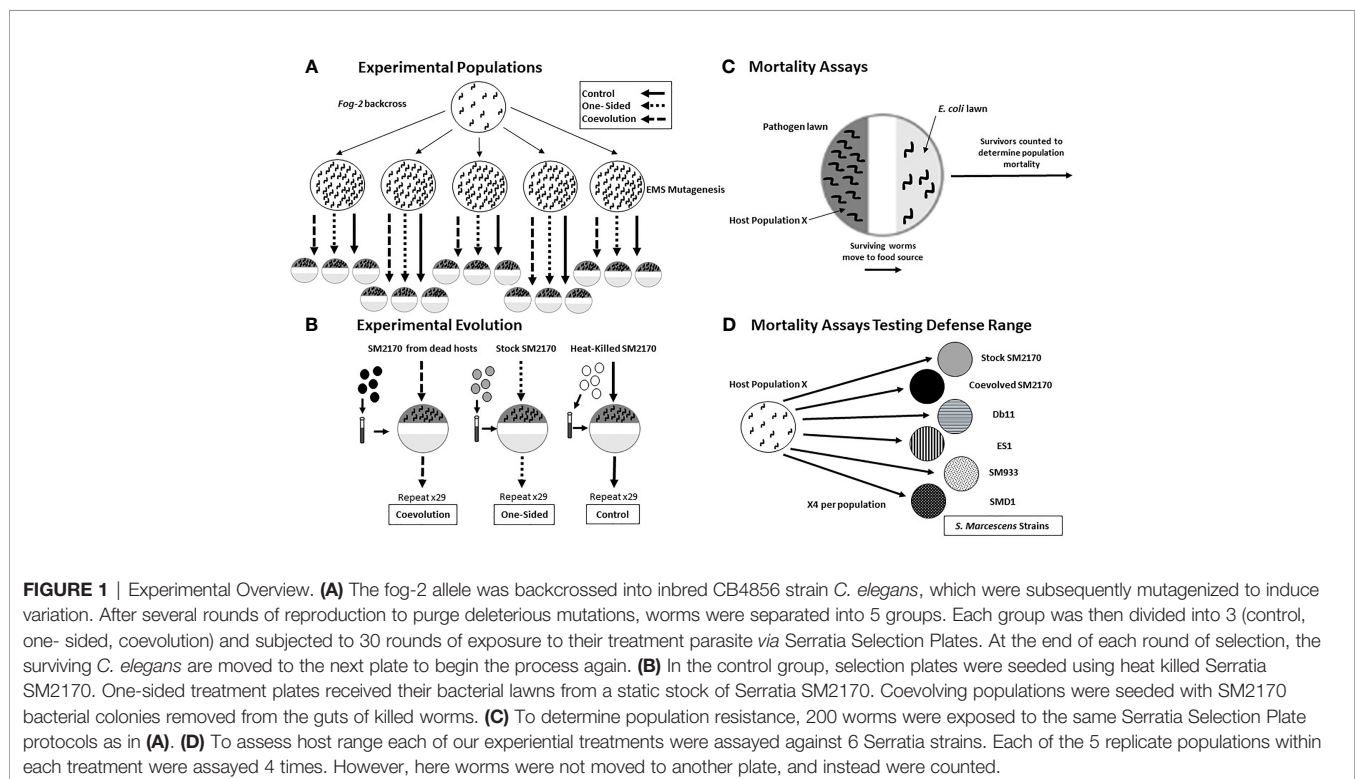 A Experimental Populations
Fog-2 backcross
Control
One- Sided
Coevolution
EMS Mutagenesis
B Experimental Evolution
SM2170 from dead hosts
Stock SM2170
Heat-Killed SM2170
Repeat x29
Repeat x29
Repeat x29
Coevolution
One-Sided
Control
C Mortality Assays
Pathogen lawn
E. coli lawn
Survivors counted to
determine population
mortality
Host Population X
Surviving worms
move to food source
D Mortality Assays Testing Defense Range
Host Population X
Stock SM2170
Coevolved SM2170
Db11
ES1
SM933
SMD1
X4 per population
S. Marcescens Strains
FIGURE 1 | Experimental Overview. (A) The fog-2 allele was backcrossed into inbred CB4856 strain C. elegans, which were subsequently mutagenized to induce
variation. After several rounds of reproduction to purge deleterious mutations, worms were separated into 5 groups. Each group was then divided into 3 (control,
one- sided, coevolution) and subjected to 30 rounds of exposure to their treatment parasite via Serratia Selection Plates. At the end of each round of selection, the
surviving C. elegans are moved to the next plate to begin the process again. (B) In the control group, selection plates were seeded using heat killed Serratia
SM2170. One-sided treatment plates received their bacterial lawns from a static stock of Serratia SM2170. Coevolving populations were seeded with SM2170
bacterial colonies removed from the guts of killed worms. (C) To determine population resistance, 200 worms were exposed to the same Serratia Selection Plate
protocols as in (A). (D) To assess host range each of our experiential treatments were assayed against 6 Serratia strains. Each of the 5 replicate populations within
each treatment were assayed 4 times. However, here worms were not moved to another plate, and instead were counted.